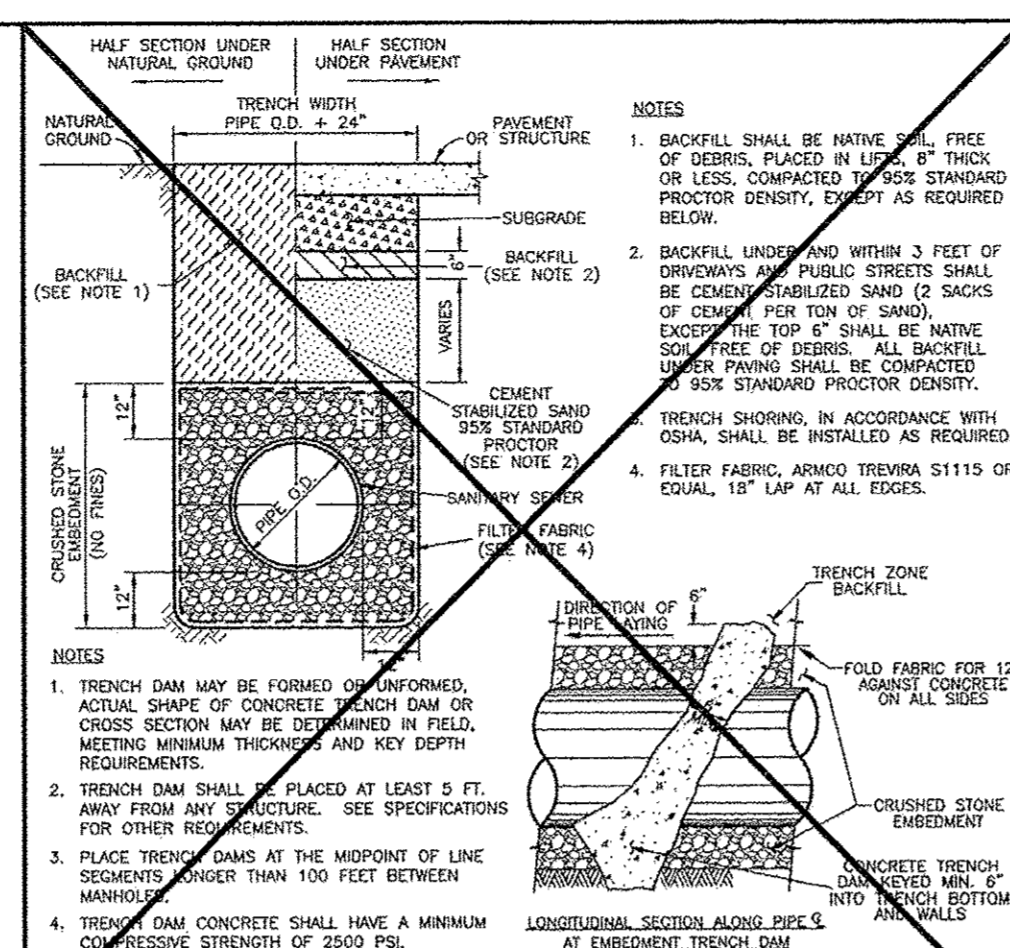 HALF SECTION UNDER
NATURAL GROUND
HALF SECTION
UNDER PAVEMENT
TRENCH WIDTH
PIPE O.D. + 24"
NATURAL
GROUND
PAVEMENT
OR STRUCTURE
SUBGRADE
BACKFILL
(SEE NOTE 1)
6"
BACKFILL
(SEE NOTE 2)
VARIES
12"
12"
CEMENT
STABILIZED SAND
95% STANDARD
PROCTOR
(SEE NOTE 2)
CRUSHED STONE
EMBEDMENT
(NO FINES)
PIPE O.D.
SANITARY SEWER
FILTER FABRIC
(SEE NOTE 4)
12"
NOTES
1. BACKFILL SHALL BE NATIVE SOIL, FREE
OF DEBRIS, PLACED IN LIFTS, 8" THICK
OR LESS, COMPACTED TO 95% STANDARD
PROCTOR DENSITY, EXCEPT AS REQUIRED
BELOW.
2. BACKFILL UNDER AND WITHIN 3 FEET OF
DRIVEWAYS AND PUBLIC STREETS SHALL
BE CEMENT STABILIZED SAND (2 SACKS
OF CEMENT PER TON OF SAND),
EXCEPT THE TOP 6" SHALL BE NATIVE
SOIL FREE OF DEBRIS. ALL BACKFILL
UNDER PAVING SHALL BE COMPACTED
TO 95% STANDARD PROCTOR DENSITY.
3. TRENCH SHORING, IN ACCORDANCE WITH
OSHA, SHALL BE INSTALLED AS REQUIRED.
4. FILTER FABRIC, ARMCO TREVIRA S1115 OR
EQUAL, 18" LAP AT ALL EDGES.
NOTES
1. TRENCH DAM MAY BE FORMED OR UNFORMED,
ACTUAL SHAPE OF CONCRETE TRENCH DAM OR
CROSS SECTION MAY BE DETERMINED IN FIELD,
MEETING MINIMUM THICKNESS AND KEY DEPTH
REQUIREMENTS.
2. TRENCH DAM SHALL BE PLACED AT LEAST 5 FT.
AWAY FROM ANY STRUCTURE. SEE SPECIFICATIONS
FOR OTHER REQUIREMENTS.
3. PLACE TRENCH DAMS AT THE MIDPOINT OF LINE
SEGMENTS LONGER THAN 100 FEET BETWEEN
MANHOLES.
4. TRENCH DAM CONCRETE SHALL HAVE A MINIMUM
COMPRESSIVE STRENGTH OF 2500 PSI.
DIRECTION OF
PIPE LAYING
6"
TRENCH ZONE
BACKFILL
FOLD FABRIC FOR 12
AGAINST CONCRETE
ON ALL SIDES
MIN.
CRUSHED STONE
EMBEDMENT
CONCRETE TRENCH
DAM KEYED MIN. 6"
INTO TRENCH BOTTOM
AND WALLS
LONGITUDINAL SECTION ALONG PIPE ℄
AT EMBEDMENT TRENCH DAM